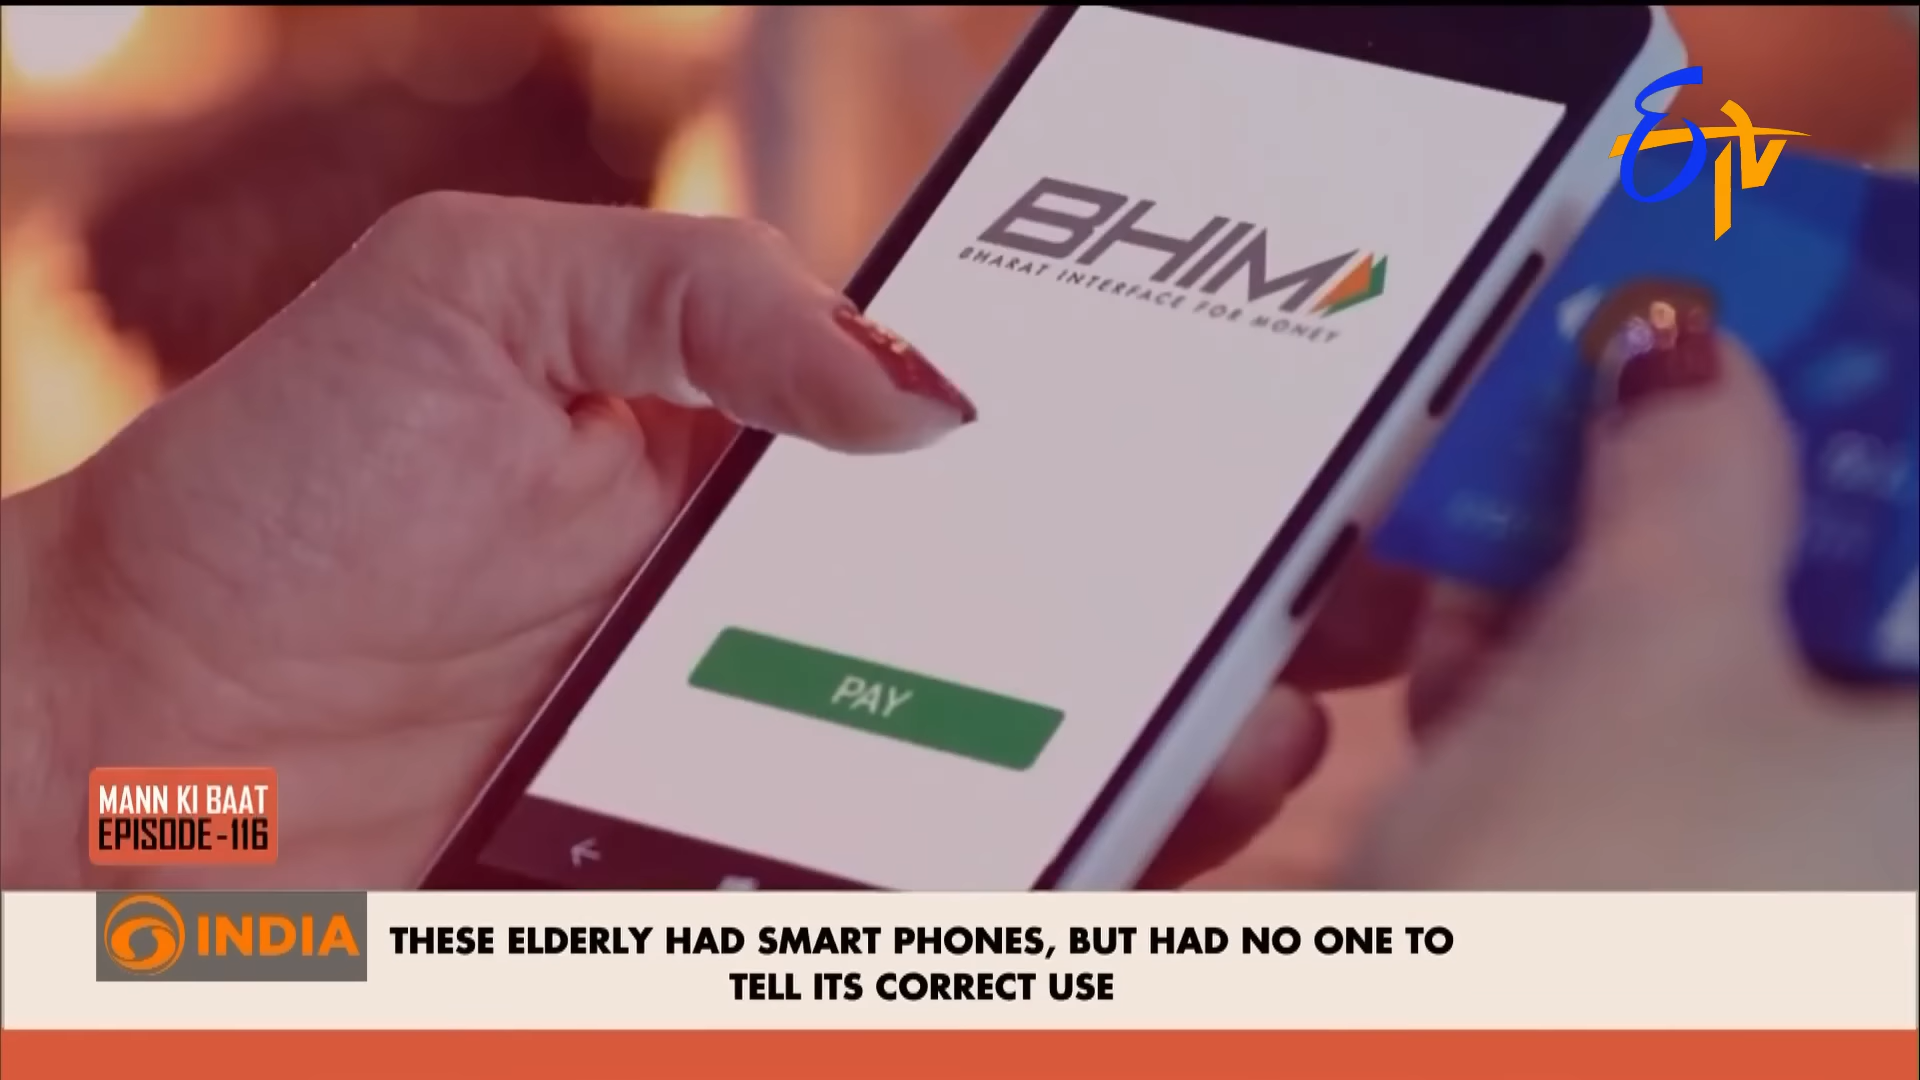 ETV
BHIM
BHARAT INTERFACE FOR MONEY
PAY
MANN KI BAAT
EPISODE-116
INDIA
THESE ELDERLY HAD SMART PHONES, BUT HAD NO ONE TO
TELL ITS CORRECT USE